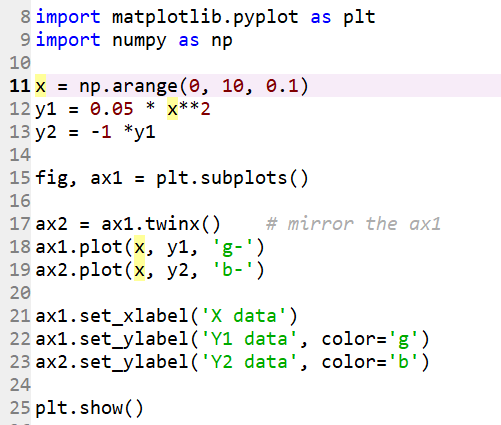 8 import matplotlib.pyplot as plt
9 import numpy as np
10
11 x = np.arange(0, 10, 0.1)
12 y1 = 0.05 * x**2
13 y2 = -1 *y1
14
15 fig, ax1 = plt.subplots()
16
17 ax2 = ax1.twinx()    # mirror the ax1
18 ax1.plot(x, y1, 'g-')
19 ax2.plot(x, y2, 'b-')
20
21 ax1.set_xlabel('X data')
22 ax1.set_ylabel('Y1 data', color='g')
23 ax2.set_ylabel('Y2 data', color='b')
24
25 plt.show()